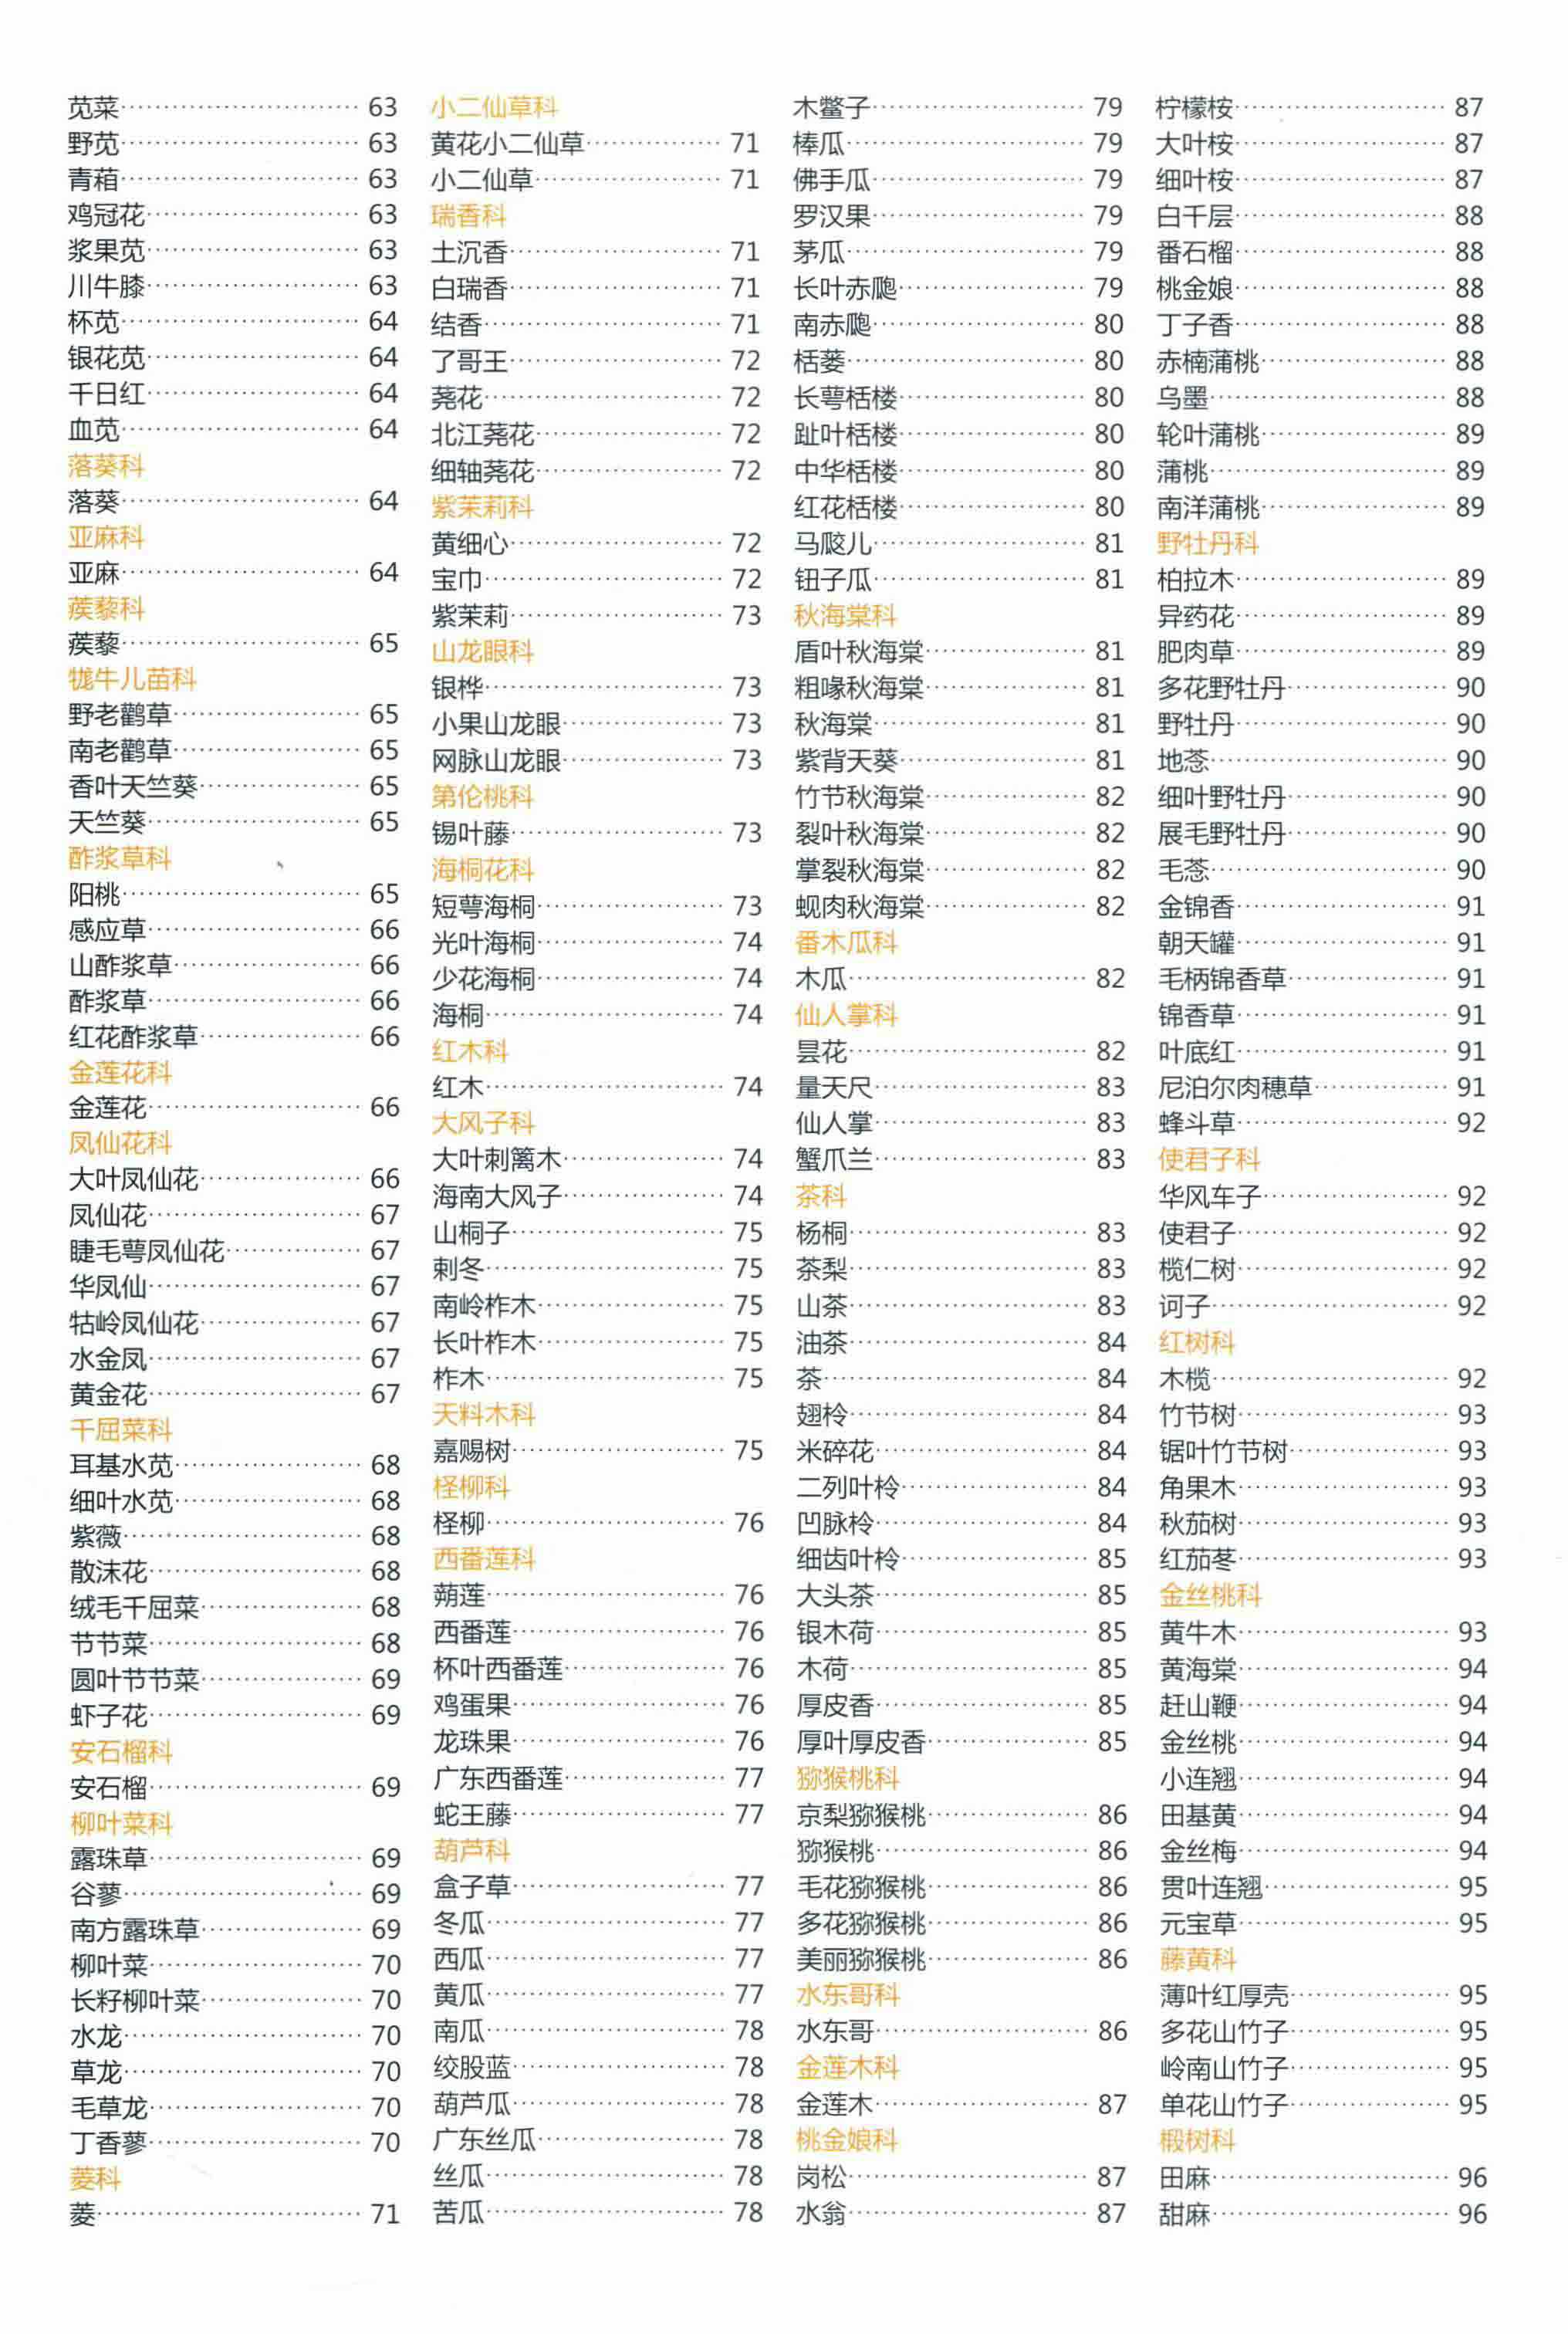 苋菜 63
野苋 63
青葙 63
鸡冠花 63
浆果苋 63
川牛膝 63
杯苋 64
银花苋 64
千日红 64
血苋 64
落葵科
落葵 64
亚麻科
亚麻 64
蒺藜科
蒺藜 65
牻牛儿苗科
野老鹳草 65
南老鹳草 65
香叶天竺葵 65
天竺葵 65
酢浆草科
阳桃 65
感应草 66
山酢浆草 66
酢浆草 66
红花酢浆草 66
金莲花科
金莲花 66
凤仙花科
大叶凤仙花 66
凤仙花 67
睫毛萼凤仙花 67
华凤仙 67
牯岭凤仙花 67
水金凤 67
黄金花 67
千屈菜科
耳基水苋 68
细叶水苋 68
紫薇 68
散沫花 68
绒毛千屈菜 68
节节菜 68
圆叶节节菜 69
虾子花 69
安石榴科
安石榴 69
柳叶菜科
露珠草 69
谷蓼 69
南方露珠草 69
柳叶菜 70
长籽柳叶菜 70
水龙 70
草龙 70
毛草龙 70
丁香蓼 70
菱科
菱 71
小二仙草科
黄花小二仙草 71
小二仙草 71
瑞香科
土沉香 71
白瑞香 71
结香 71
了哥王 72
荛花 72
北江荛花 72
细轴荛花 72
紫茉莉科
黄细心 72
宝巾 72
紫茉莉 73
山龙眼科
银桦 73
小果山龙眼 73
网脉山龙眼 73
第伦桃科
锡叶藤 73
海桐花科
短萼海桐 73
光叶海桐 74
少花海桐 74
海桐 74
红木科
红木 74
大风子科
大叶刺篱木 74
海南大风子 74
山桐子 75
刺冬 75
南岭柞木 75
长叶柞木 75
柞木 75
天料木科
嘉赐树 75
柽柳科
柽柳 76
西番莲科
蒴莲 76
西番莲 76
杯叶西番莲 76
鸡蛋果 76
龙珠果 76
广东西番莲 77
蛇王藤 77
葫芦科
盒子草 77
冬瓜 77
西瓜 77
黄瓜 77
南瓜 78
绞股蓝 78
葫芦瓜 78
广东丝瓜 78
丝瓜 78
苦瓜 78
木鳖子 79
棒瓜 79
佛手瓜 79
罗汉果 79
茅瓜 79
长叶赤瓟 79
南赤瓟 80
栝蒌 80
长萼栝楼 80
趾叶栝楼 80
中华栝楼 80
红花栝楼 80
马㼎儿 81
钮子瓜 81
秋海棠科
盾叶秋海棠 81
粗喙秋海棠 81
秋海棠 81
紫背天葵 81
竹节秋海棠 82
裂叶秋海棠 82
掌裂秋海棠 82
蚬肉秋海棠 82
番木瓜科
木瓜 82
仙人掌科
昙花 82
量天尺 83
仙人掌 83
蟹爪兰 83
茶科
杨桐 83
茶梨 83
山茶 83
油茶 84
茶 84
翅柃 84
米碎花 84
二列叶柃 84
凹脉柃 84
细齿叶柃 85
大头茶 85
银木荷 85
木荷 85
厚皮香 85
厚叶厚皮香 85
猕猴桃科
京梨猕猴桃 86
猕猴桃 86
毛花猕猴桃 86
多花猕猴桃 86
美丽猕猴桃 86
水东哥科
水东哥 86
金莲木科
金莲木 87
桃金娘科
岗松 87
水翁 87
柠檬桉 87
大叶桉 87
细叶桉 87
白千层 88
番石榴 88
桃金娘 88
丁子香 88
赤楠蒲桃 88
乌墨 88
轮叶蒲桃 89
蒲桃 89
南洋蒲桃 89
野牡丹科
柏拉木 89
异药花 89
肥肉草 89
多花野牡丹 90
野牡丹 90
地菍 90
细叶野牡丹 90
展毛野牡丹 90
毛菍 90
金锦香 91
朝天罐 91
毛柄锦香草 91
锦香草 91
叶底红 91
尼泊尔肉穗草 91
蜂斗草 92
使君子科
华风车子 92
使君子 92
榄仁树 92
诃子 92
红树科
木榄 92
竹节树 93
锯叶竹节树 93
角果木 93
秋茄树 93
红茄苳 93
金丝桃科
黄牛木 93
黄海棠 94
赶山鞭 94
金丝桃 94
小连翘 94
田基黄 94
金丝梅 94
贯叶连翘 95
元宝草 95
藤黄科
薄叶红厚壳 95
多花山竹子 95
岭南山竹子 95
单花山竹子 95
椴树科
田麻 96
甜麻 96